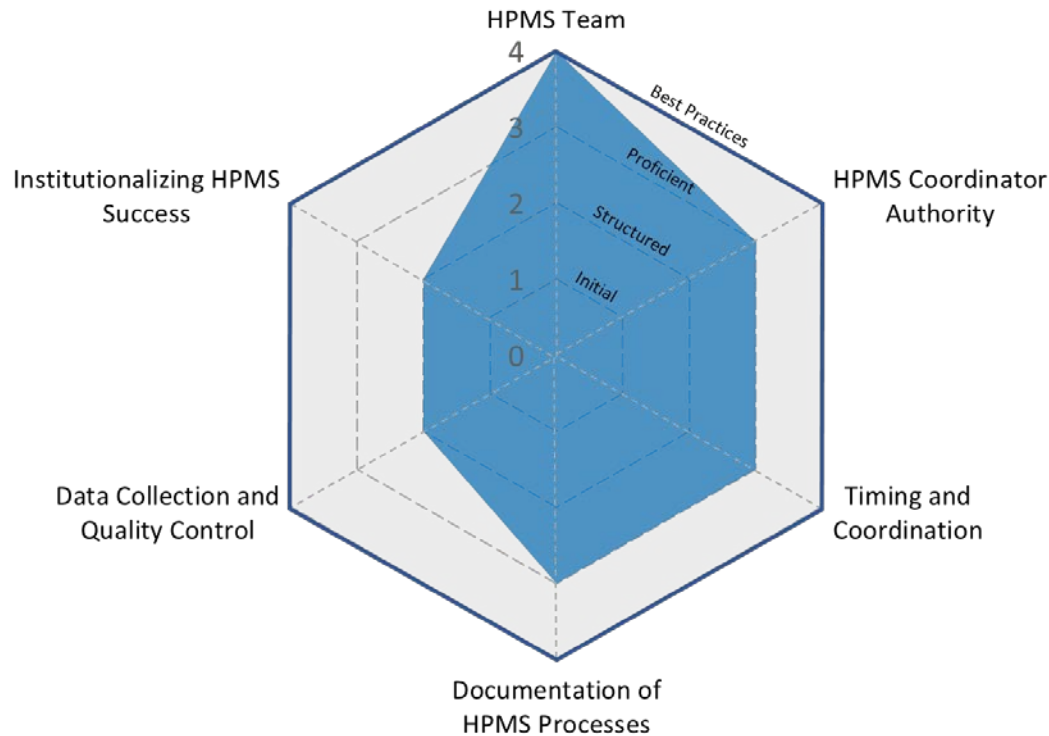 HPMS Team
4
Best Practices
3
Proficient
Institutionalizing HPMS
Success
HPMS Coordinator
Authority
2
Structured
1
Initial
0
Data Collection and
Quality Control
Timing and
Coordination
Documentation of
HPMS Processes